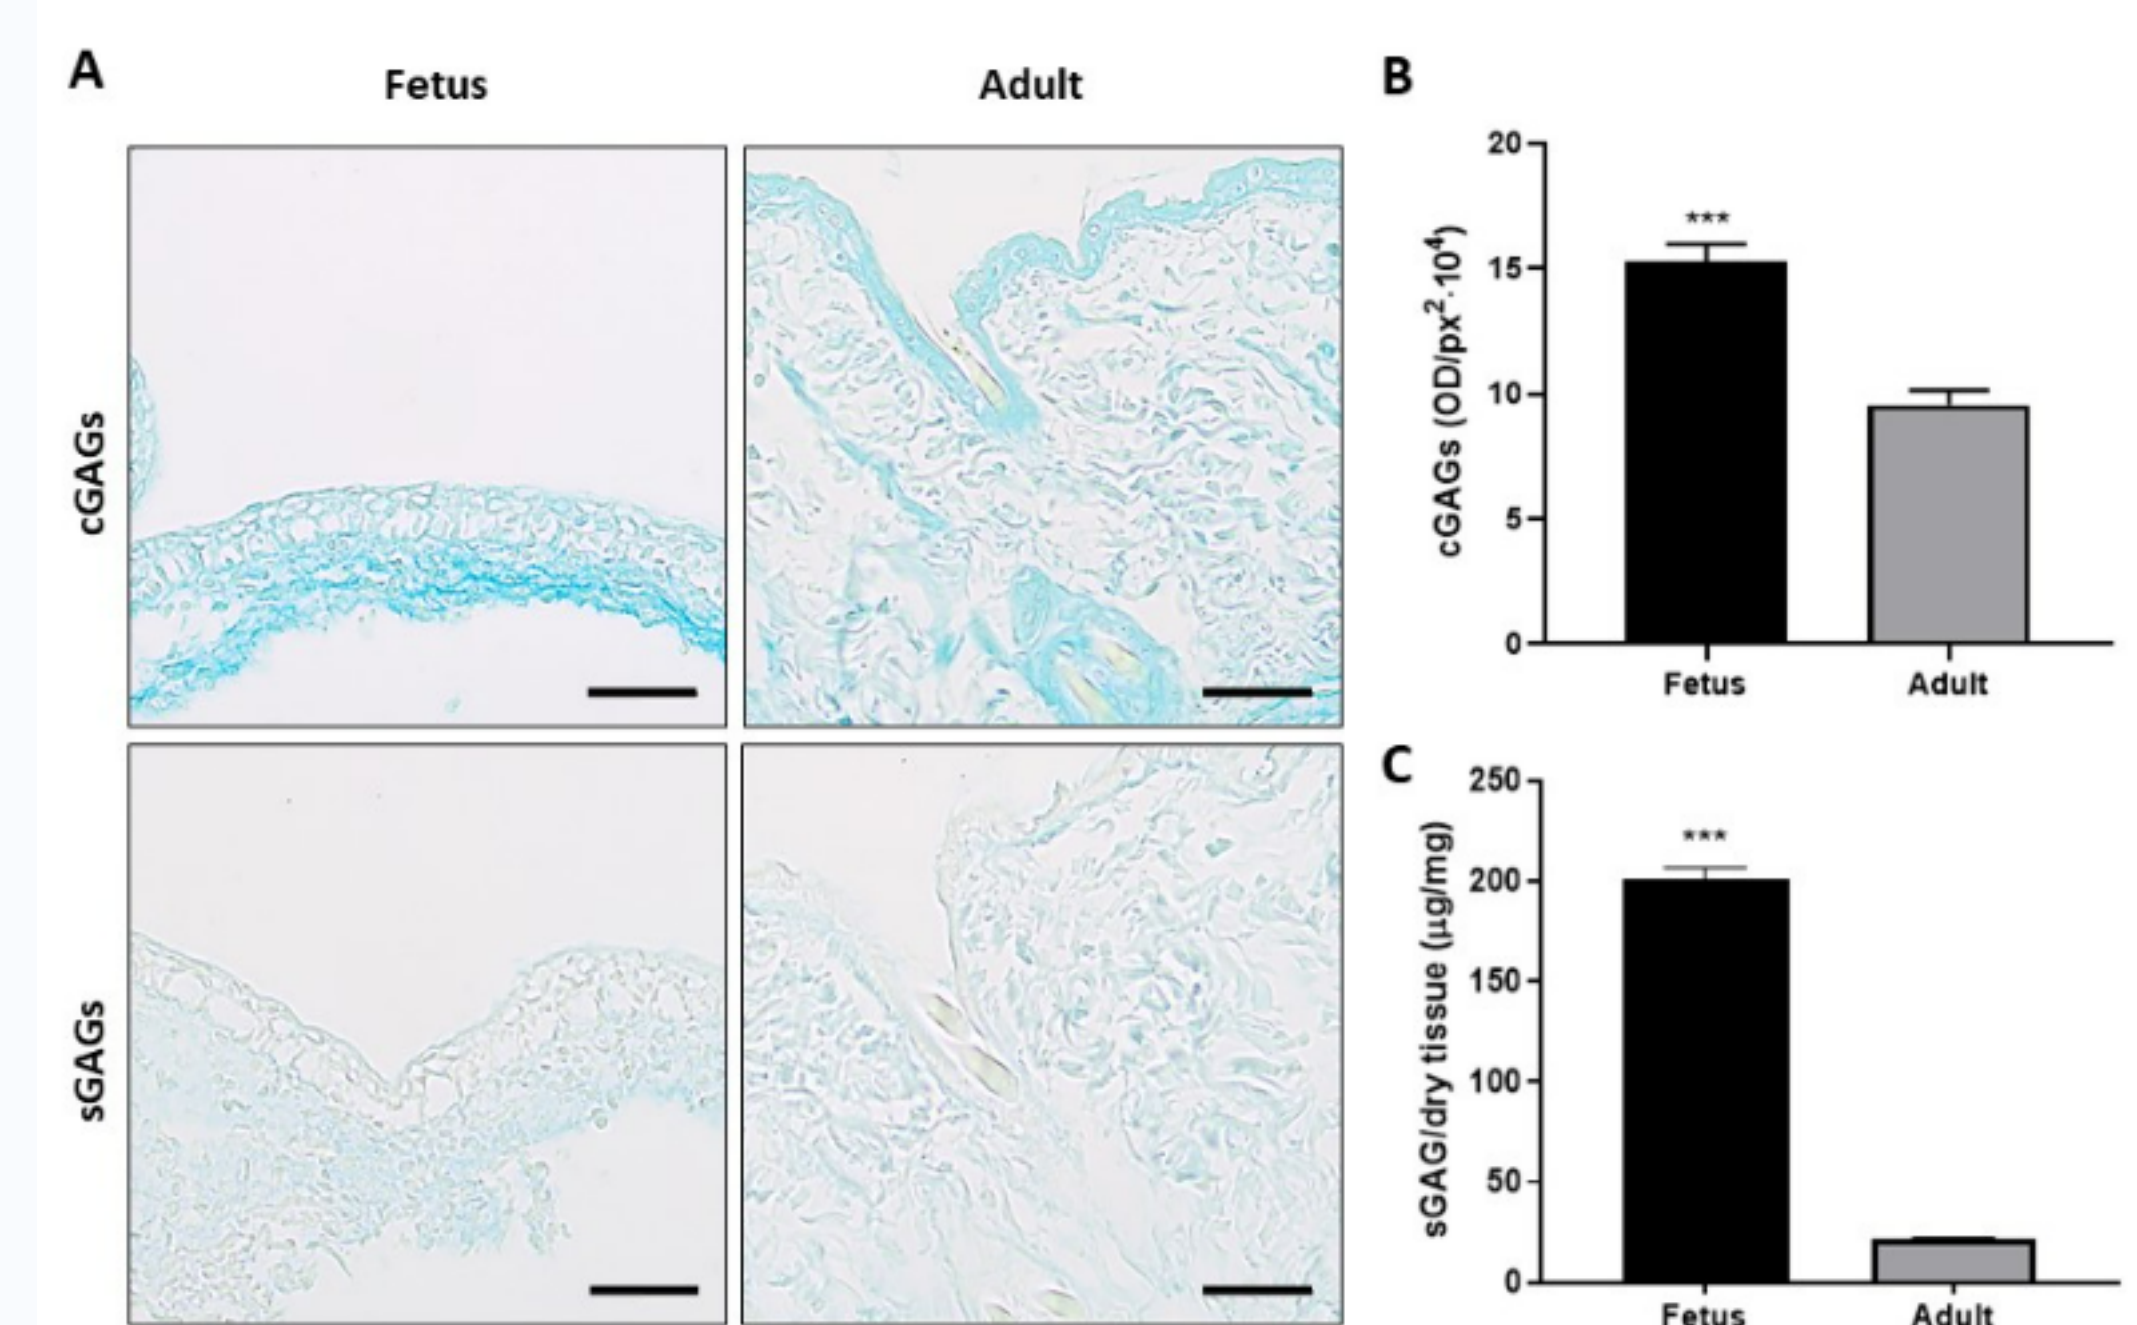 A
Fetus
Adult
cGAGs
sGAGs
B
20
15
10
5
0
cGAGs (OD/px²·10⁴)
***
Fetus
Adult
C
250
200
150
100
50
0
sGAG/dry tissue (µg/mg)
***
Fetus
Adult